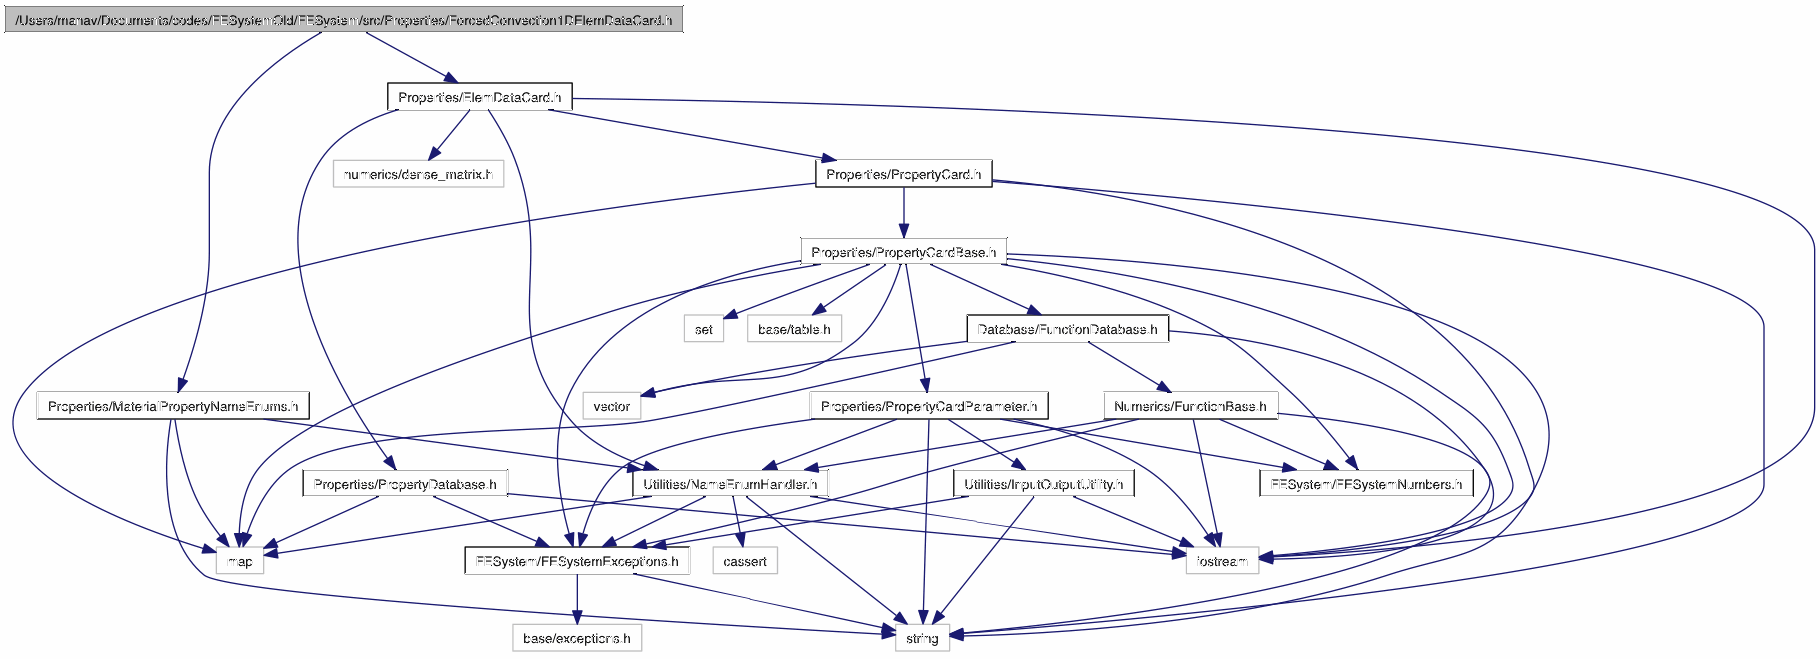 /Users/manav/Documents/codes/FESystemOld/FESystem/src/Properties/ForcedConvection1DElemDataCard.h
Properties/ElemDataCard.h
numerics/dense_matrix.h
Properties/PropertyCard.h
Properties/PropertyCardBase.h
set
base/table.h
Database/FunctionDatabase.h
Properties/MaterialPropertyNameEnums.h
vector
Properties/PropertyCardParameter.h
Numerics/FunctionBase.h
Properties/PropertyDatabase.h
Utilities/NameEnumHandler.h
Utilities/InputOutputUtility.h
FESystem/FESystemNumbers.h
map
FESystem/FESystemExceptions.h
cassert
iostream
base/exceptions.h
string